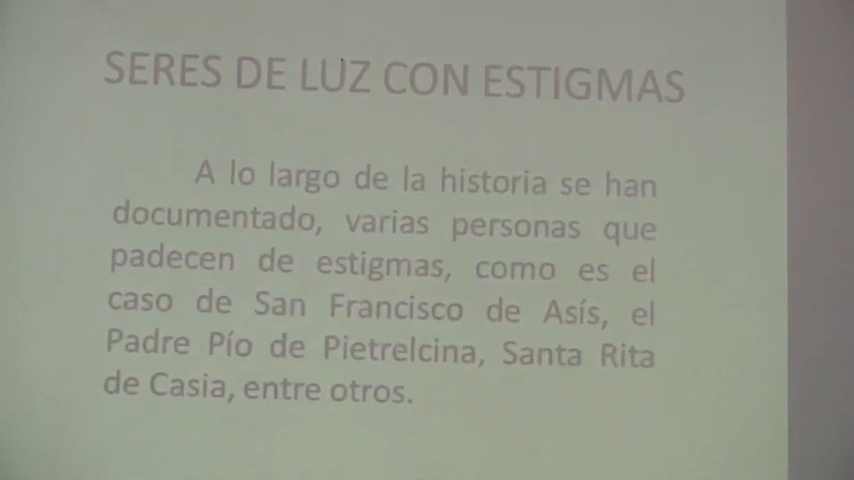 SERES DE LUZ CON ESTIGMAS
A lo largo de la historia se han
documentado, varias personas que
padecen de estigmas, como es el
caso de San Francisco de Asís, el
Padre Pío de Pietrelcina, Santa Rita
de Casia, entre otros.